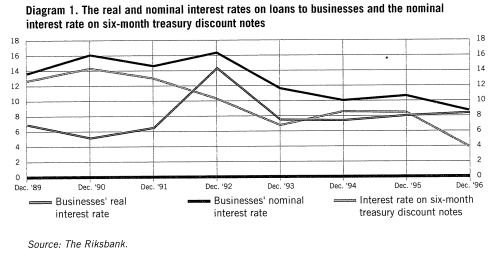 Diagram 1. The real and nominal interest rates on loans to businesses and the nominal
interest rate on six-month treasury discount notes
18 18
16 16
14 14
12 12
10 10
8 8
6 6
4 4
2 2
0 0
Dec. '89 Dec. '90 Dec. '91 Dec. '92 Dec. '93 Dec. '94 Dec. '95 Dec. '96
Businesses' real Businesses' nominal Interest rate on six-month
interest rate interest rate treasury discount notes
Source: The Riksbank.